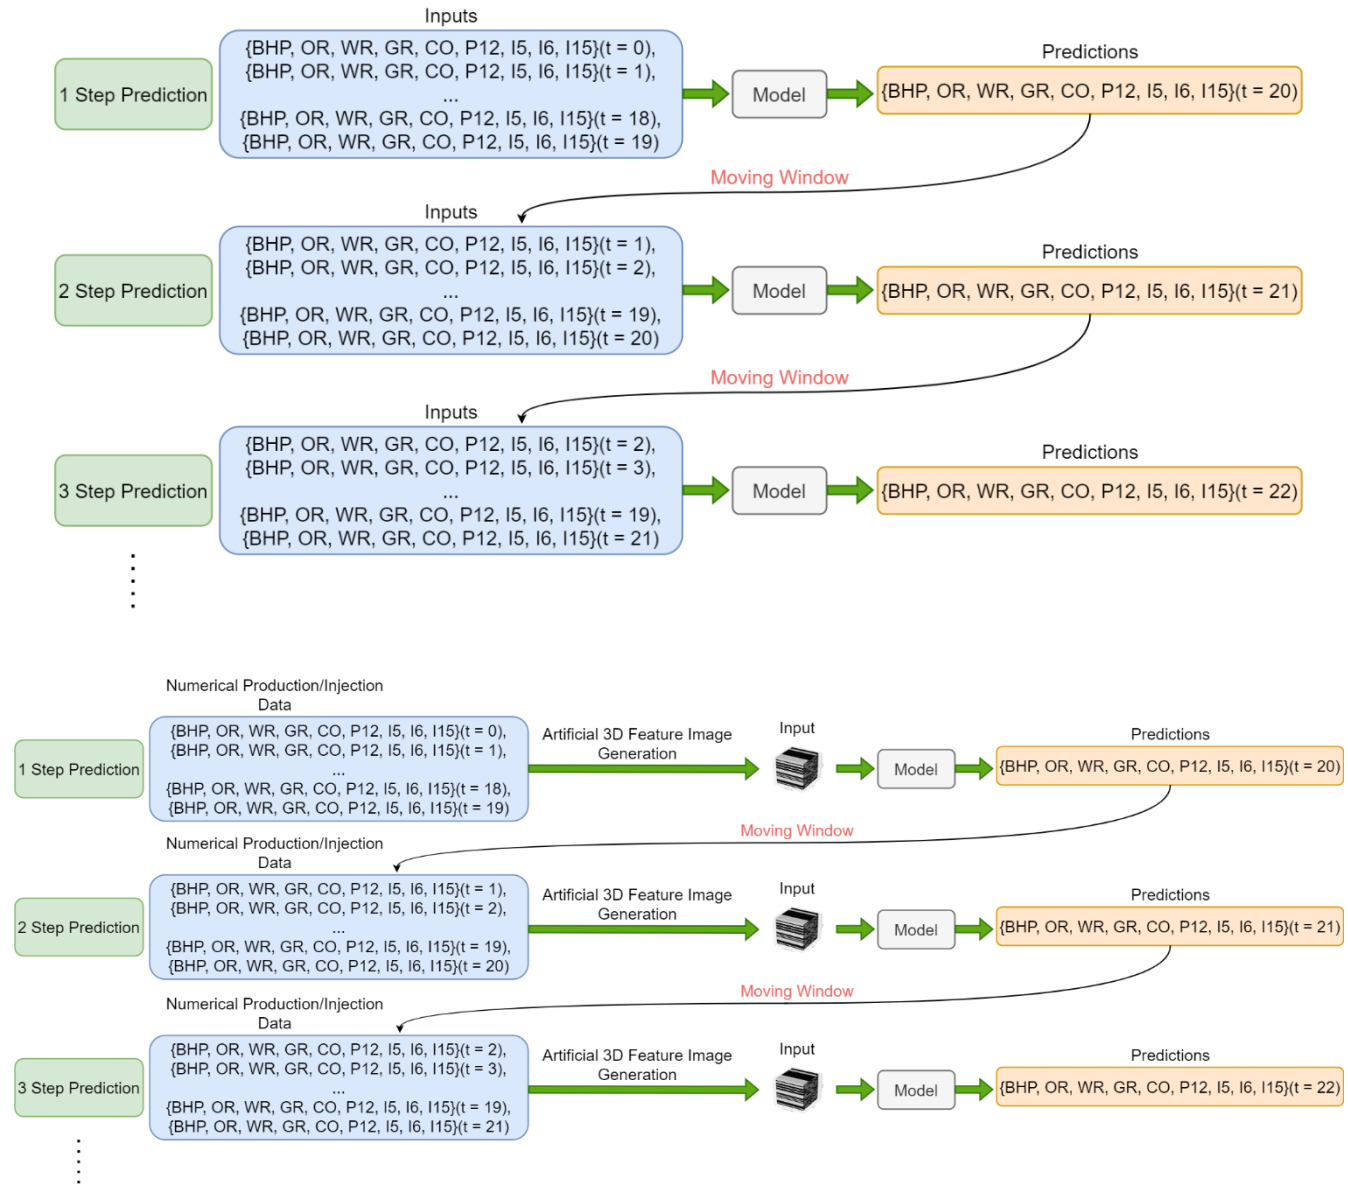 Inputs
{BHP, OR, WR, GR, CO, P12, I5, I6, I15}(t = 0),
{BHP, OR, WR, GR, CO, P12, I5, I6, I15}(t = 1),
...
{BHP, OR, WR, GR, CO, P12, I5, I6, I15}(t = 18),
{BHP, OR, WR, GR, CO, P12, I5, I6, I15}(t = 19)
1 Step Prediction
Model
Predictions
{BHP, OR, WR, GR, CO, P12, I5, I6, I15}(t = 20)
Moving Window
Inputs
{BHP, OR, WR, GR, CO, P12, I5, I6, I15}(t = 1),
{BHP, OR, WR, GR, CO, P12, I5, I6, I15}(t = 2),
...
{BHP, OR, WR, GR, CO, P12, I5, I6, I15}(t = 19),
{BHP, OR, WR, GR, CO, P12, I5, I6, I15}(t = 20)
2 Step Prediction
Model
Predictions
{BHP, OR, WR, GR, CO, P12, I5, I6, I15}(t = 21)
Moving Window
Inputs
{BHP, OR, WR, GR, CO, P12, I5, I6, I15}(t = 2),
{BHP, OR, WR, GR, CO, P12, I5, I6, I15}(t = 3),
...
{BHP, OR, WR, GR, CO, P12, I5, I6, I15}(t = 19),
{BHP, OR, WR, GR, CO, P12, I5, I6, I15}(t = 21)
3 Step Prediction
Model
Predictions
{BHP, OR, WR, GR, CO, P12, I5, I6, I15}(t = 22)
Numerical Production/Injection
Data
{BHP, OR, WR, GR, CO, P12, I5, I6, I15}(t = 0),
{BHP, OR, WR, GR, CO, P12, I5, I6, I15}(t = 1),
...
{BHP, OR, WR, GR, CO, P12, I5, I6, I15}(t = 18),
{BHP, OR, WR, GR, CO, P12, I5, I6, I15}(t = 19)
1 Step Prediction
Artificial 3D Feature Image
Generation
Input
Model
Predictions
{BHP, OR, WR, GR, CO, P12, I5, I6, I15}(t = 20)
Moving Window
Numerical Production/Injection
Data
{BHP, OR, WR, GR, CO, P12, I5, I6, I15}(t = 1),
{BHP, OR, WR, GR, CO, P12, I5, I6, I15}(t = 2),
...
{BHP, OR, WR, GR, CO, P12, I5, I6, I15}(t = 19),
{BHP, OR, WR, GR, CO, P12, I5, I6, I15}(t = 20)
2 Step Prediction
Artificial 3D Feature Image
Generation
Input
Model
Predictions
{BHP, OR, WR, GR, CO, P12, I5, I6, I15}(t = 21)
Moving Window
Numerical Production/Injection
Data
{BHP, OR, WR, GR, CO, P12, I5, I6, I15}(t = 2),
{BHP, OR, WR, GR, CO, P12, I5, I6, I15}(t = 3),
...
{BHP, OR, WR, GR, CO, P12, I5, I6, I15}(t = 19),
{BHP, OR, WR, GR, CO, P12, I5, I6, I15}(t = 21)
3 Step Prediction
Artificial 3D Feature Image
Generation
Input
Model
Predictions
{BHP, OR, WR, GR, CO, P12, I5, I6, I15}(t = 22)